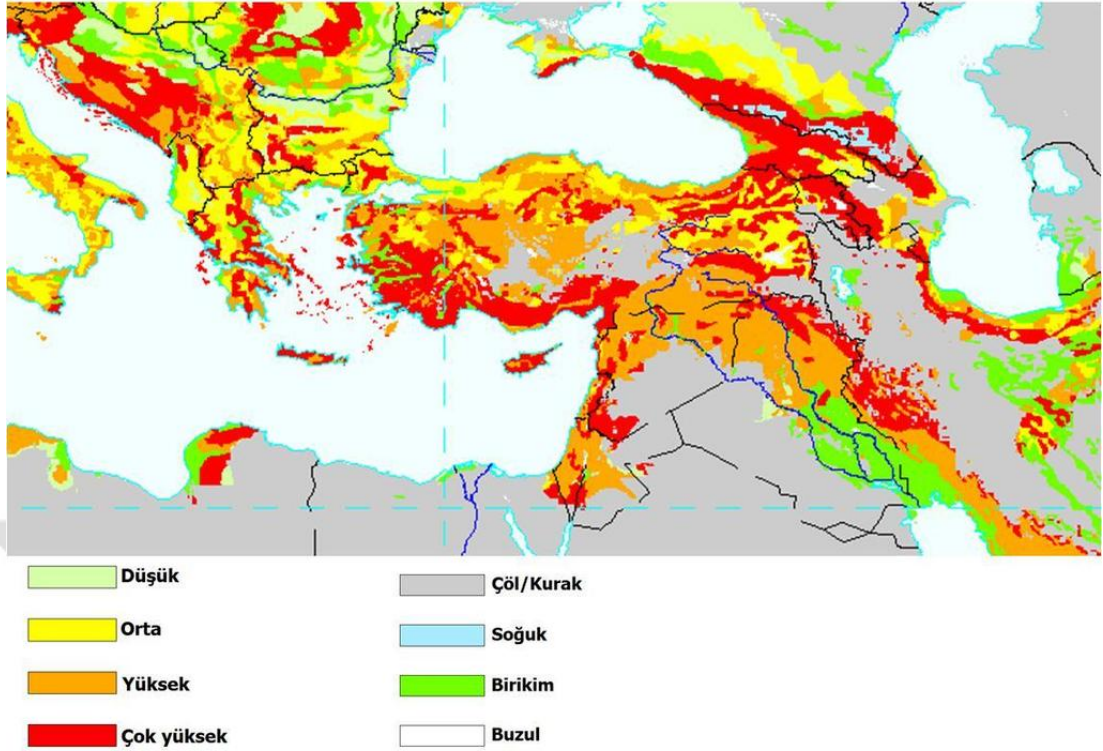 Düşük
Orta
Yüksek
Çok yüksek
Çöl/Kurak
Soğuk
Birikim
Buzul